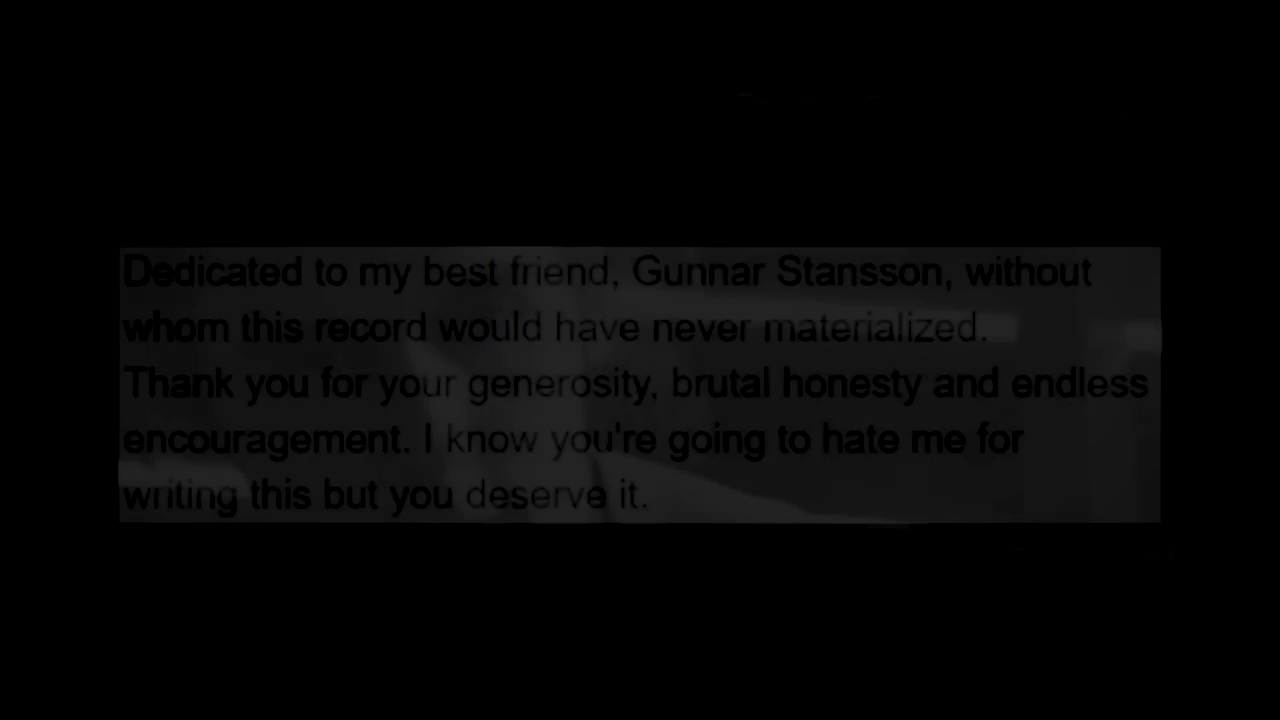 Dedicated to my best friend, Gunnar Stansson, without
whom this record would have never materialized.
Thank you for your generosity, brutal honesty and endless
encouragement. I know you're going to hate me for
writing this but you deserve it.